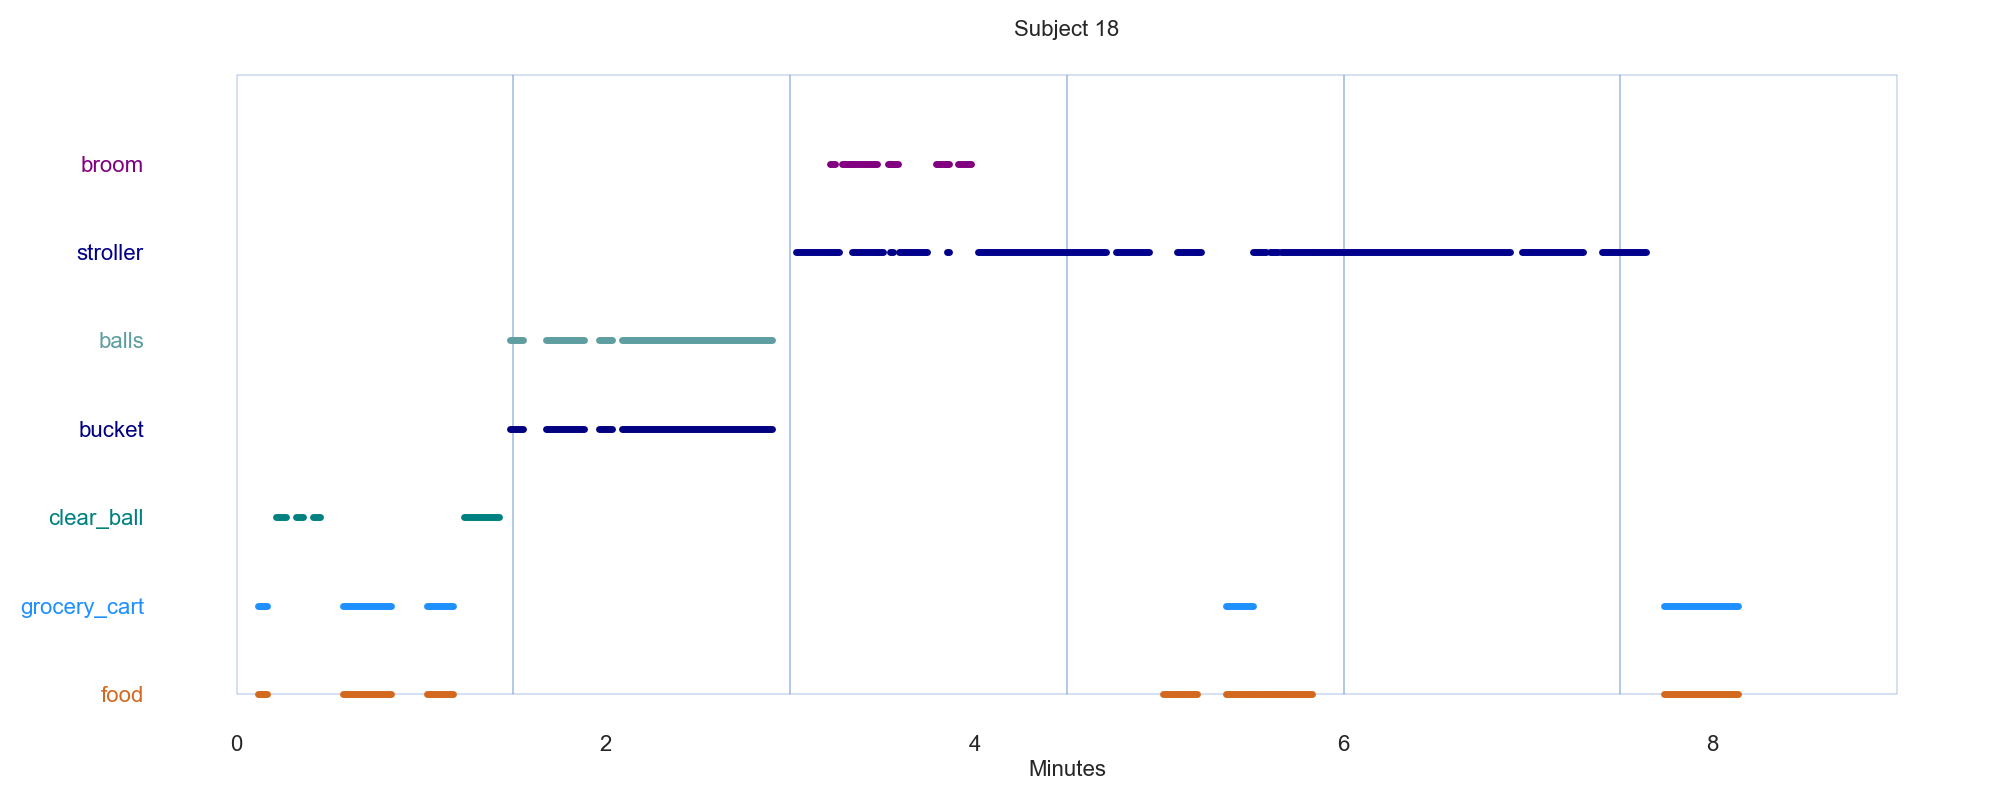 Subject 18
broom
stroller
balls
bucket
clear_ball
grocery_cart
food
0 2 4 6 8
Minutes